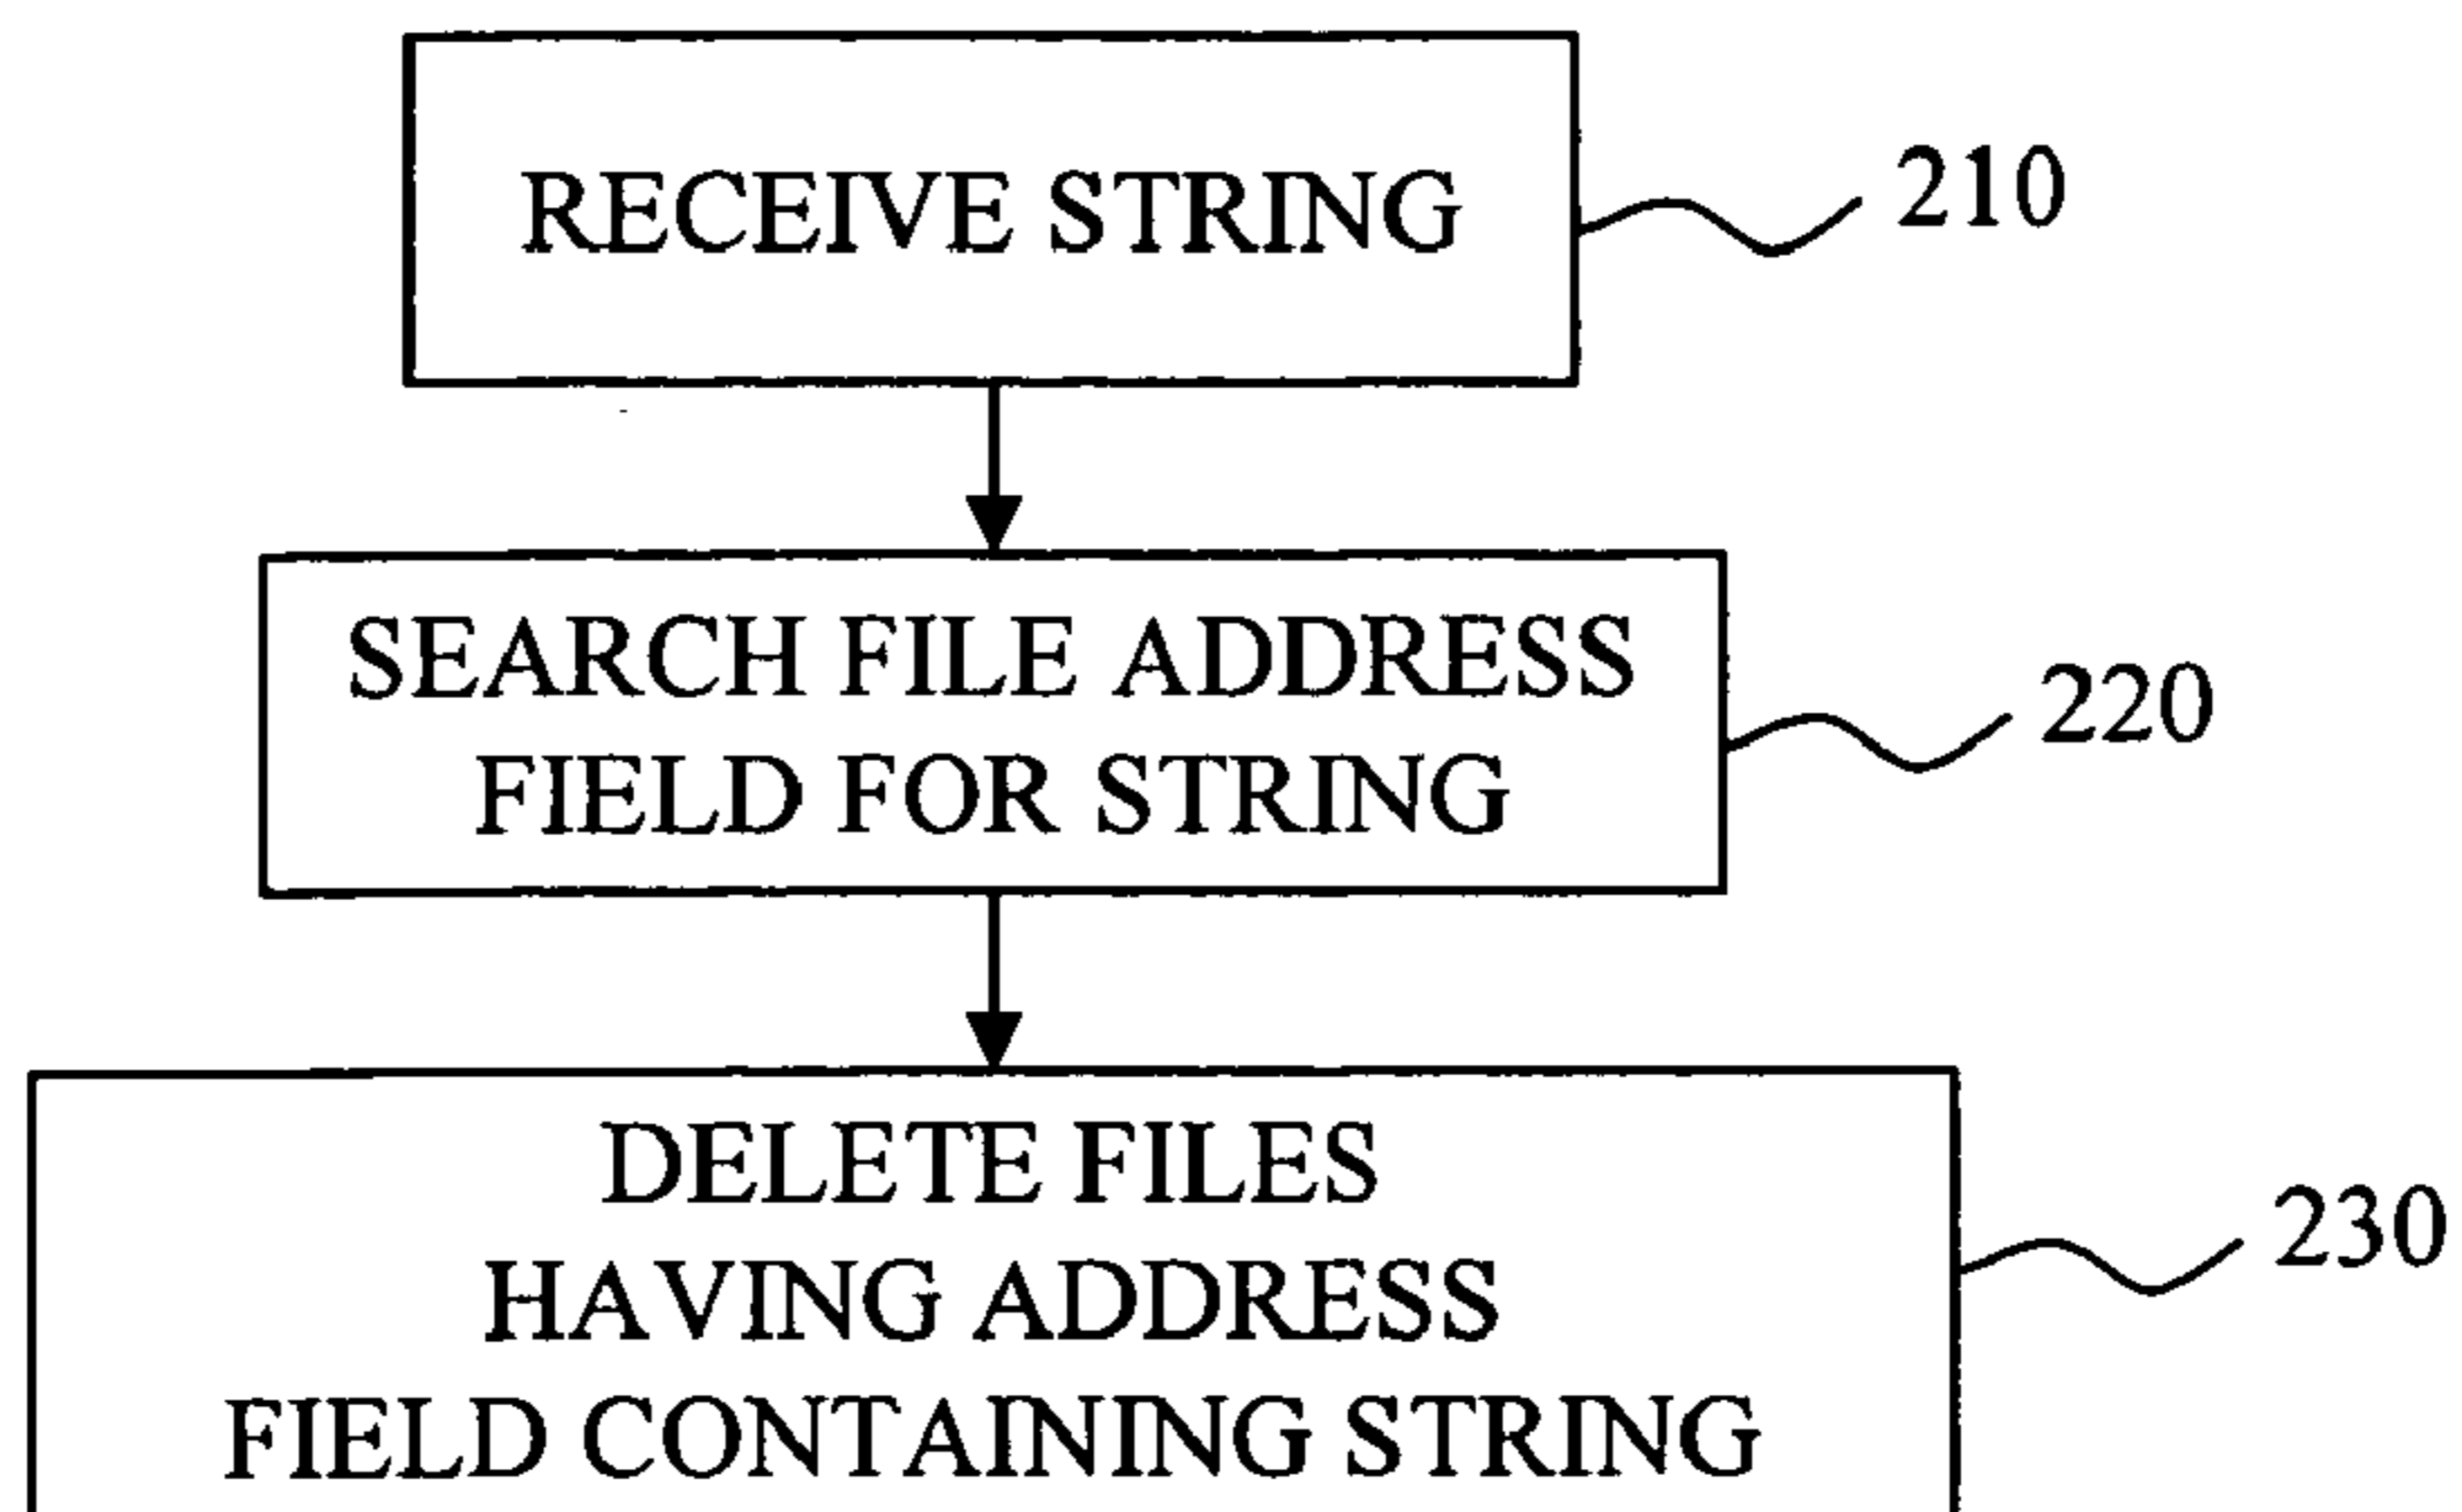 RECEIVE STRING
210
SEARCH FILE ADDRESS
FIELD FOR STRING
220
DELETE FILES
HAVING ADDRESS
FIELD CONTAINING STRING
230